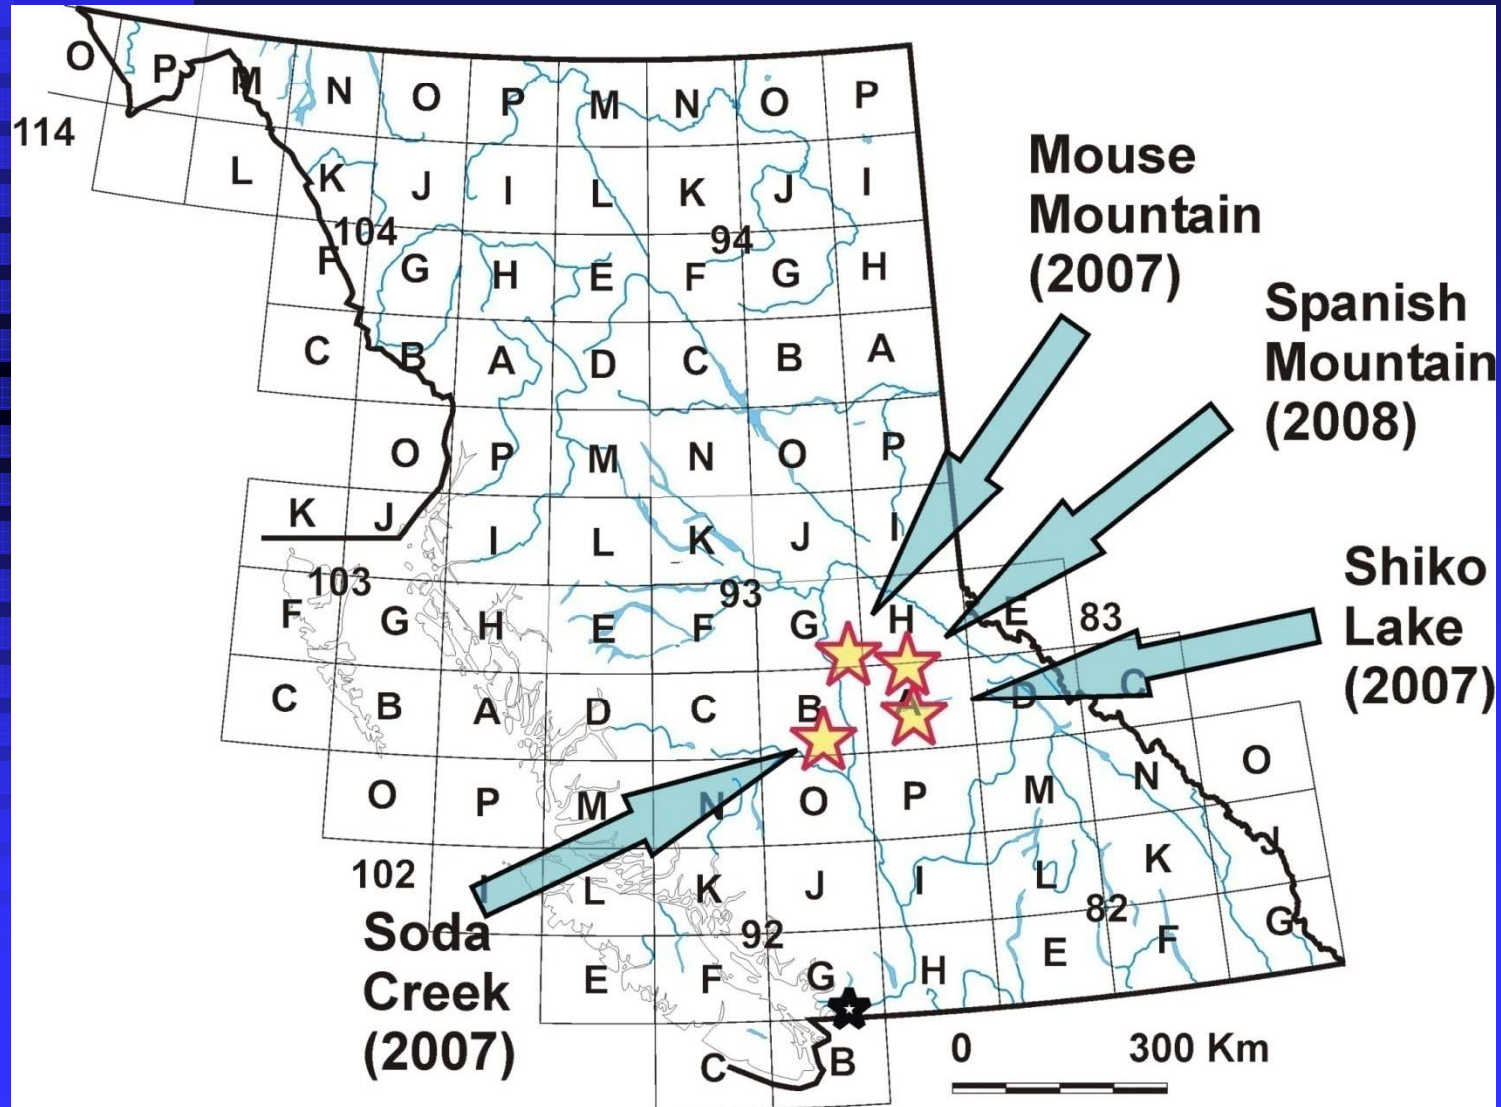 O P M N O P M N O P
114
L K J I L K J I
104 94
F G H E F G H
C B A D C B A
O P M N O P
K J I L K J I
103 93
F G H E F G H E 83
C B A D C B A D C
O P M N O P M N O
102
I L K J I L K J
92 82
E F G H E F G
C B
Mouse
Mountain
(2007)
Spanish
Mountain
(2008)
Shiko
Lake
(2007)
Soda
Creek
(2007)
0 300 Km